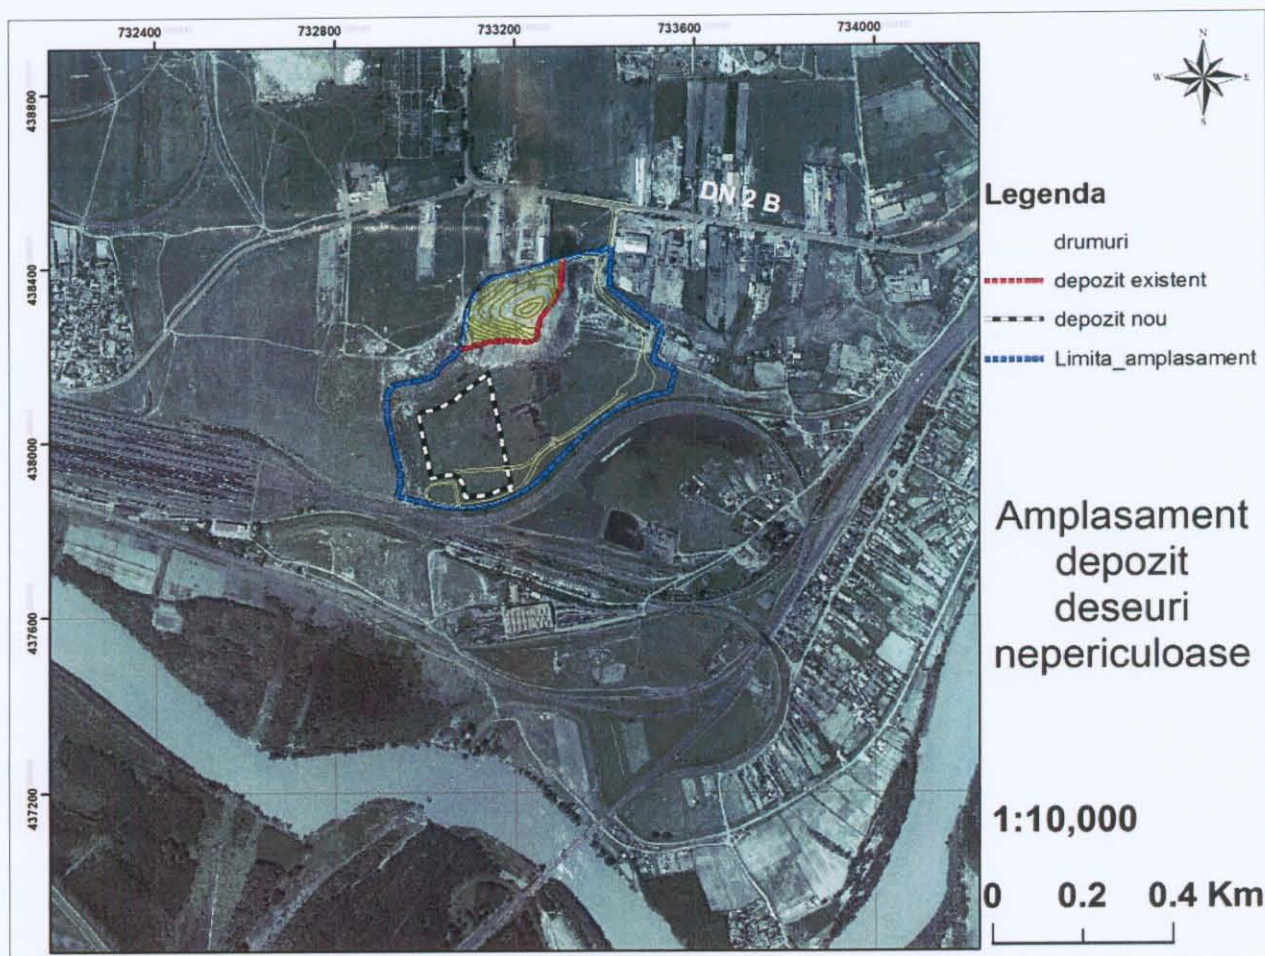 732400
732800
733200
733600
734000
438800
438400
438000
437600
437200
DN 2 B
N
W
E
S
Legenda
drumuri
depozit existent
depozit nou
Limita_amplasament
Amplasament
depozit
deseuri
nepericuloase
1:10,000
0 0.2 0.4 Km